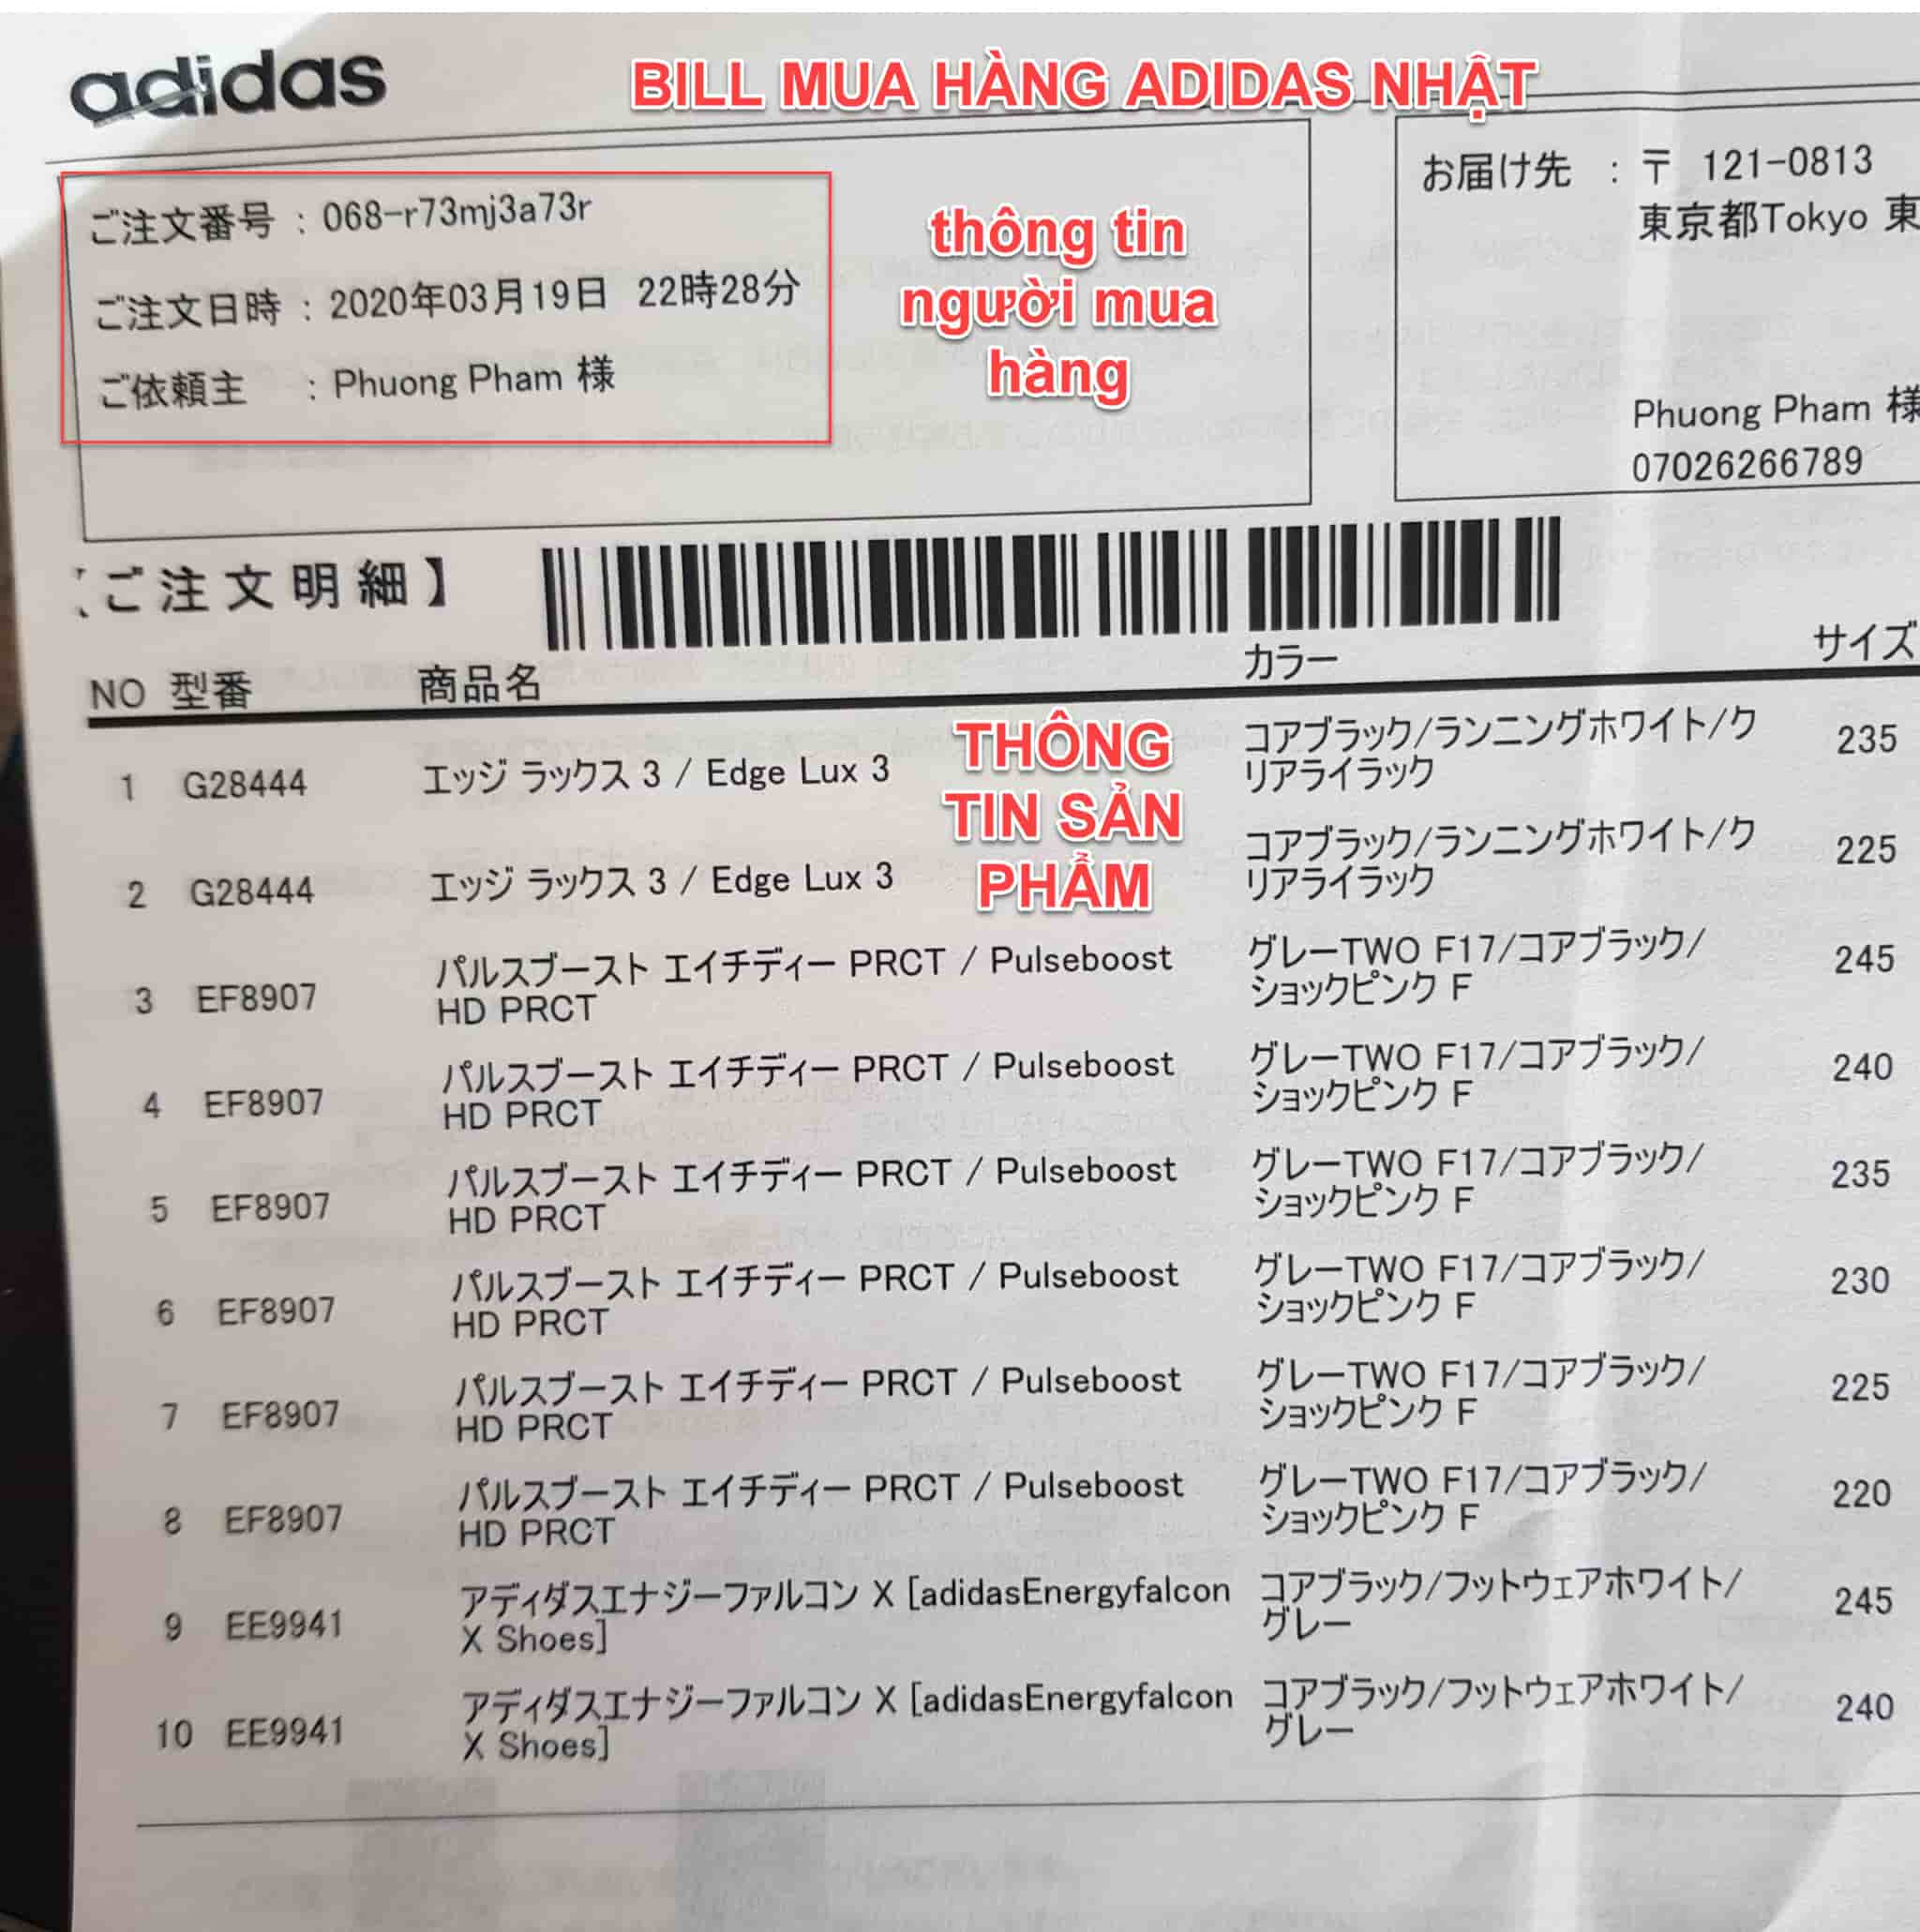 adidas
BILL MUA HÀNG ADIDAS NHẬT
ご注文番号 : 068-r73mj3a73r
ご注文日時 : 2020年03月19日 22時28分
ご依頼主 : Phuong Pham 様
thông tin
người mua
hàng
お届け先 : 〒 121-0813
東京都Tokyo 東
Phuong Pham 様
07026266789
【ご注文明細】
NO 型番 商品名 カラー サイズ
THÔNG
TIN SẢN
PHẨM
1 G28444 エッジ ラックス 3 / Edge Lux 3 コアブラック/ランニングホワイト/ク 235
リアライラック
2 G28444 エッジ ラックス 3 / Edge Lux 3 コアブラック/ランニングホワイト/ク 225
リアライラック
3 EF8907 パルスブースト エイチディー PRCT / Pulseboost グレーTWO F17/コアブラック/ 245
HD PRCT ショックピンク F
4 EF8907 パルスブースト エイチディー PRCT / Pulseboost グレーTWO F17/コアブラック/ 240
HD PRCT ショックピンク F
5 EF8907 パルスブースト エイチディー PRCT / Pulseboost グレーTWO F17/コアブラック/ 235
HD PRCT ショックピンク F
6 EF8907 パルスブースト エイチディー PRCT / Pulseboost グレーTWO F17/コアブラック/ 230
HD PRCT ショックピンク F
7 EF8907 パルスブースト エイチディー PRCT / Pulseboost グレーTWO F17/コアブラック/ 225
HD PRCT ショックピンク F
8 EF8907 パルスブースト エイチディー PRCT / Pulseboost グレーTWO F17/コアブラック/ 220
HD PRCT ショックピンク F
9 EE9941 アディダスエナジーファルコン X [adidasEnergyfalcon コアブラック/フットウェアホワイト/ 245
X Shoes] グレー
10 EE9941 アディダスエナジーファルコン X [adidasEnergyfalcon コアブラック/フットウェアホワイト/ 240
X Shoes] グレー